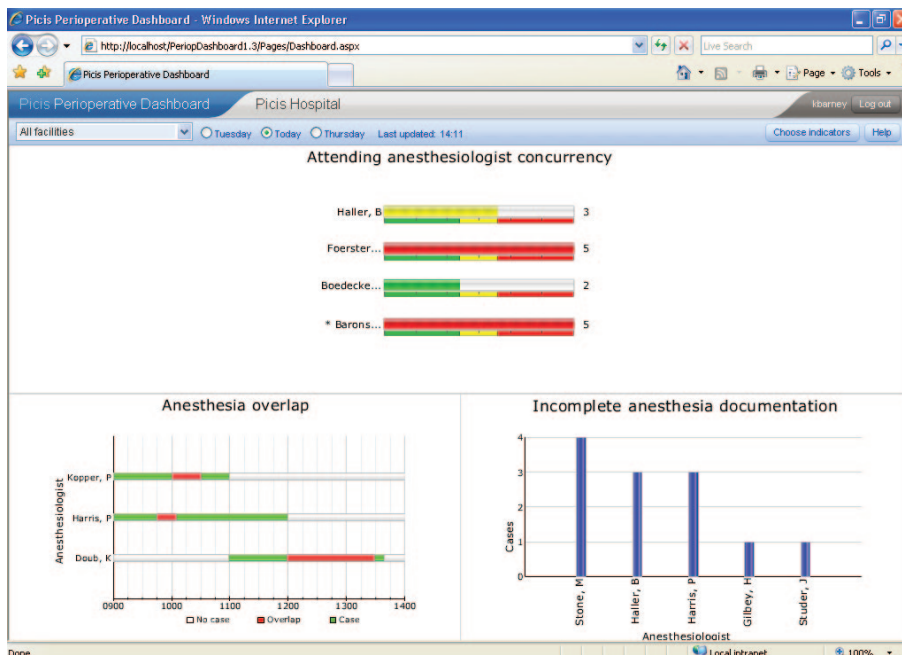 Picis Perioperative Dashboard - Windows Internet Explorer
http://localhost/PeriopDashboard1.3/Pages/Dashboard.aspx
Live Search
Picis Perioperative Dashboard
Page
Tools
Picis Perioperative Dashboard
Picis Hospital
kbarney
Log out
All facilities
Tuesday
Today
Thursday
Last updated: 14:11
Choose indicators
Help
Attending anesthesiologist concurrency
Haller, B
3
Foerster...
5
Boedecke...
2
* Barons...
5
Anesthesia overlap
Anesthesiologist
Kopper, P
Harris, P
Doub, K
0900 1000 1100 1200 1300 1400
No case Overlap Case
Incomplete anesthesia documentation
Cases
4
3
2
1
0
Stone, M
Haller, B
Harris, P
Gilbey, H
Studer, J
Anesthesiologist
Done
Local intranet
100%